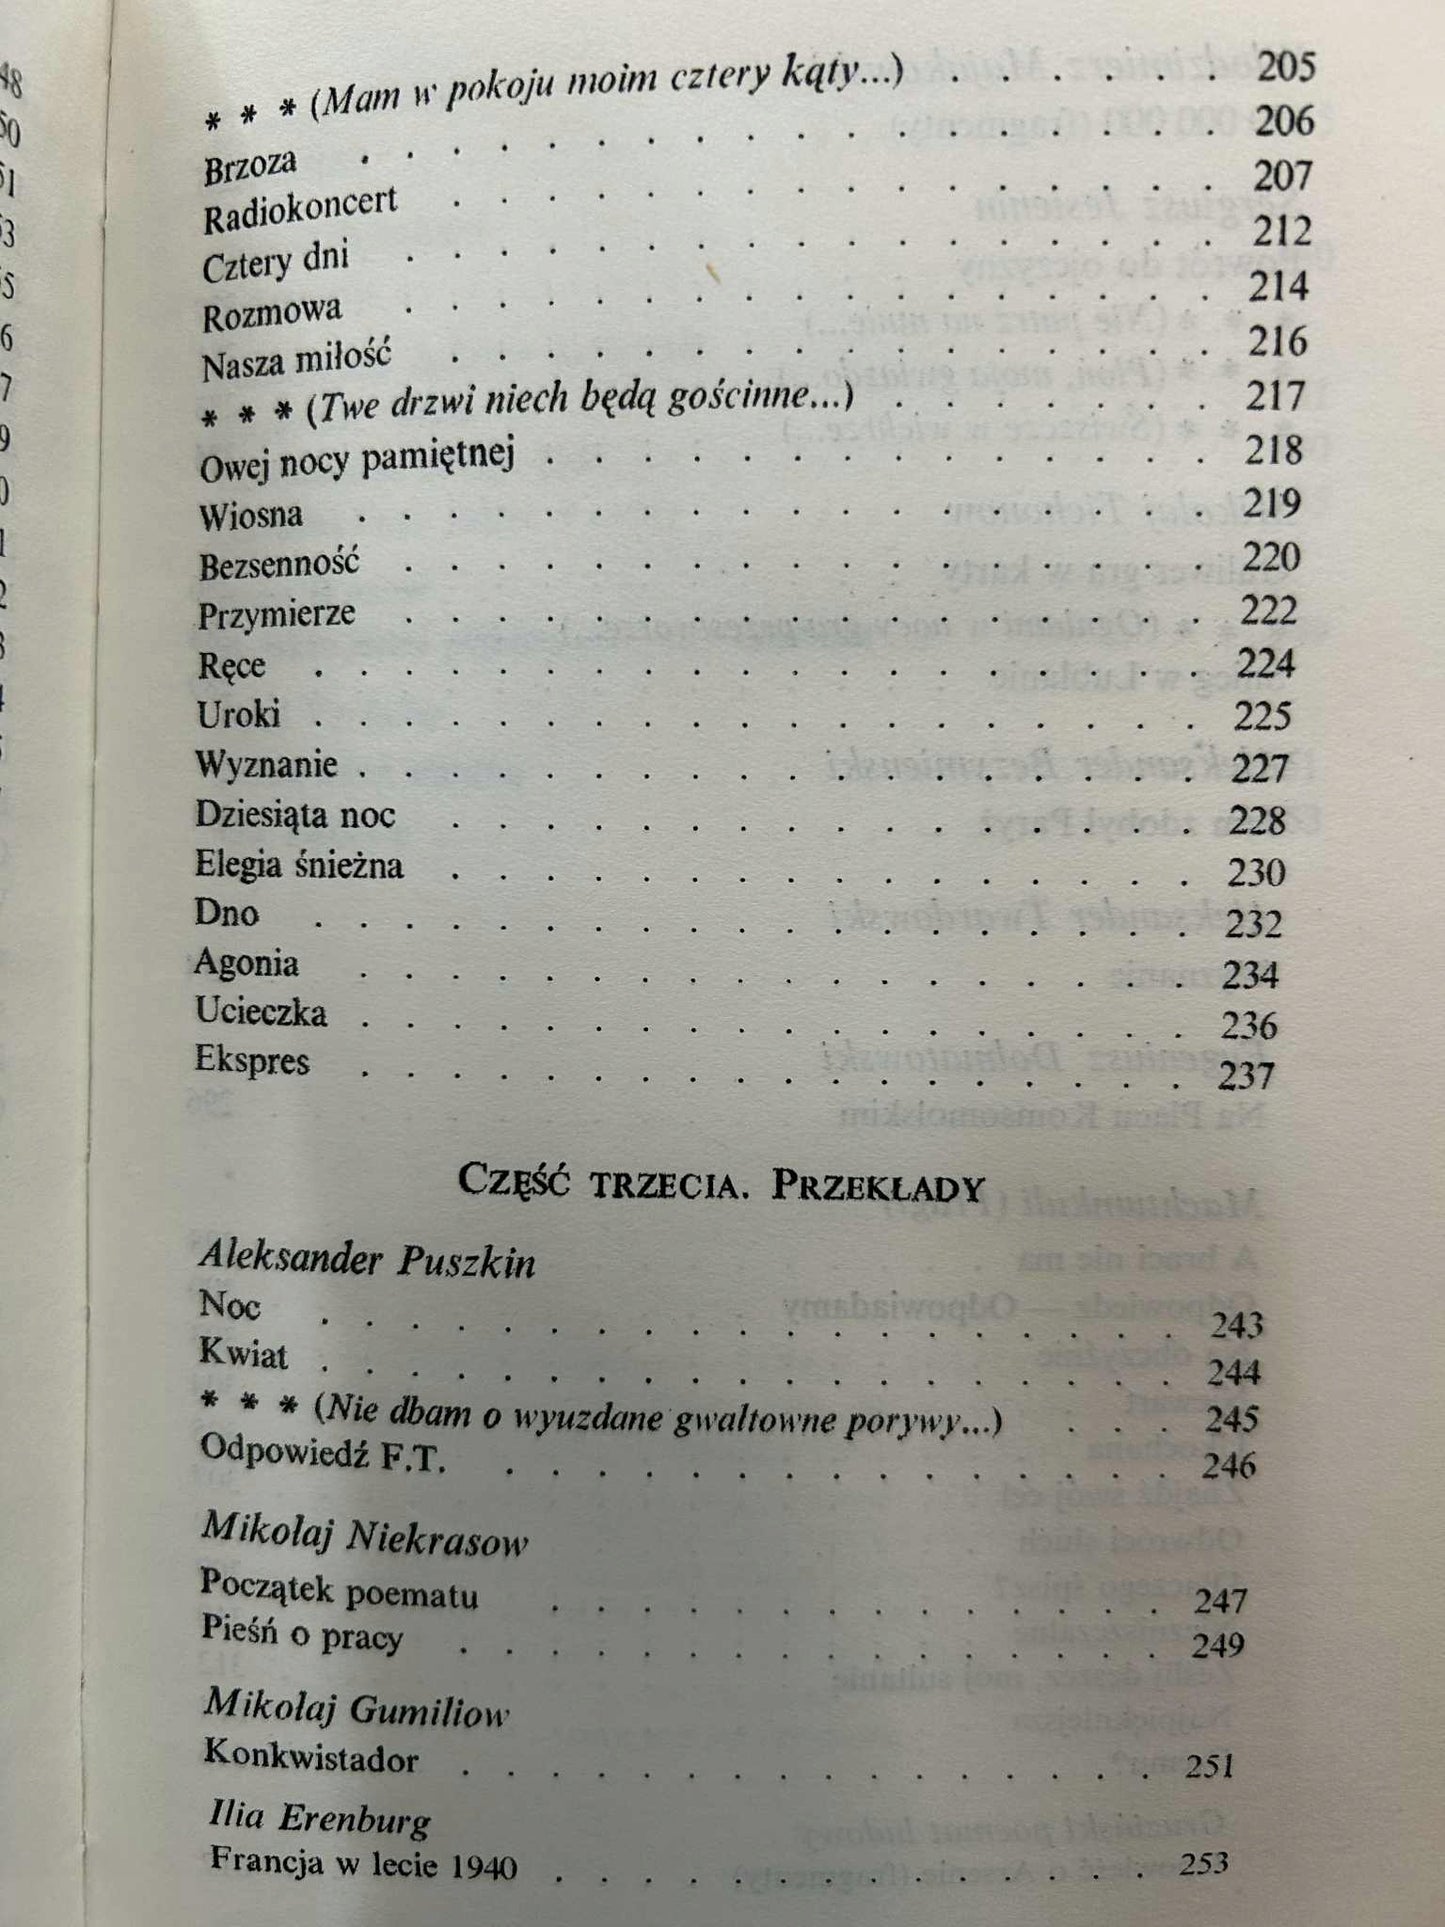 * * * (Mam w pokoju moim cztery kąty...) . . . . . . 205
Brzoza . . . . . . . . . . . . . . . . . . . 206
Radiokoncert . . . . . . . . . . . . . . . . . 207
Cztery dni . . . . . . . . . . . . . . . . . . 212
Rozmowa . . . . . . . . . . . . . . . . . . 214
Nasza miłość . . . . . . . . . . . . . . . . . 216
* * * (Twe drzwi niech będą gościnne...) . . . . . . . 217
Owej nocy pamiętnej . . . . . . . . . . . . . . . 218
Wiosna . . . . . . . . . . . . . . . . . . . 219
Bezsenność . . . . . . . . . . . . . . . . . . 220
Przymierze . . . . . . . . . . . . . . . . . . 222
Ręce . . . . . . . . . . . . . . . . . . . . 224
Uroki . . . . . . . . . . . . . . . . . . . . 225
Wyznanie . . . . . . . . . . . . . . . . . . . 227
Dziesiąta noc . . . . . . . . . . . . . . . . . 228
Elegia śnieżna . . . . . . . . . . . . . . . . . 230
Dno . . . . . . . . . . . . . . . . . . . . 232
Agonia . . . . . . . . . . . . . . . . . . . 234
Ucieczka . . . . . . . . . . . . . . . . . . . 236
Ekspres . . . . . . . . . . . . . . . . . . . 237
CZĘŚĆ TRZECIA. PRZEKŁADY
Aleksander Puszkin
Noc . . . . . . . . . . . . . . . . . . . 243
Kwiat . . . . . . . . . . . . . . . . . . . 244
* * * (Nie dbam o wyuzdane gwałtowne porywy...) . . . 245
Odpowiedź F.T. . . . . . . . . . . . . . . . . 246
Mikołaj Niekrasow
Początek poematu . . . . . . . . . . . . . . 247
Pieśń o pracy . . . . . . . . . . . . . . . . 249
Mikołaj Gumiliow
Konkwistador . . . . . . . . . . . . . . . . 251
Ilia Erenburg
Francja w lecie 1940 . . . . . . . . . . . . . . 253